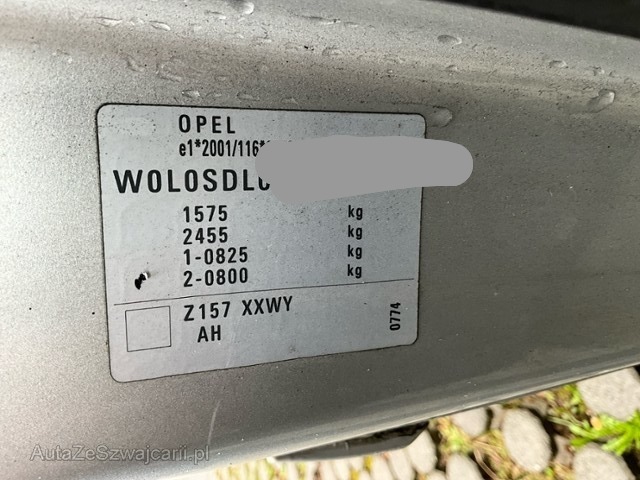 OPEL
e1*2001/116*
W0L0SDL
1575 kg
2455 kg
1-0825 kg
2-0800 kg
Z157 XXWY
AH
0774
AutaZeSzwajcarii.pl